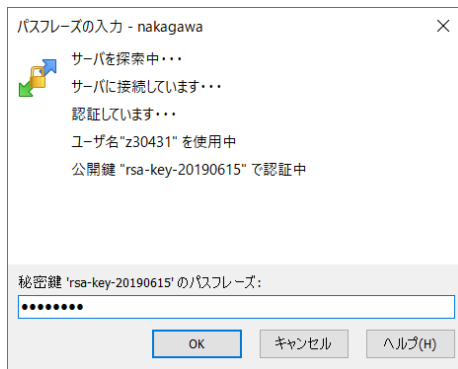 パスフレーズの入力 - nakagawa
サーバを探索中・・・
サーバに接続しています・・・
認証しています・・・
ユーザ名"z30431" を使用中
公開鍵 "rsa-key-20190615" で認証中
秘密鍵 'rsa-key-20190615' のパスフレーズ:
●●●●●●●●
OK キャンセル ヘルプ(H)